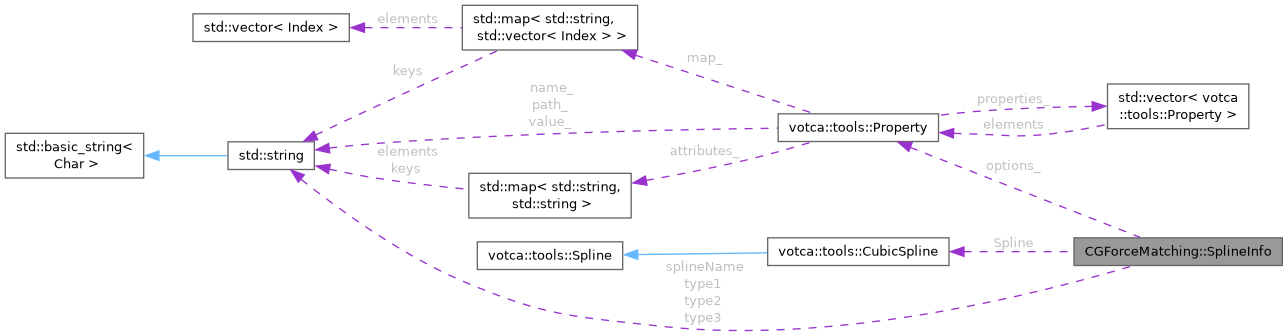 std::vector< Index >
elements
std::map< std::string,
std::vector< Index > >
keys
map_
name_
path_
value_
properties_
elements
std::vector< votca
::tools::Property >
votca::tools::Property
std::basic_string<
Char >
std::string
elements
keys
attributes_
options_
std::map< std::string,
std::string >
votca::tools::Spline
votca::tools::CubicSpline
Spline
CGForceMatching::SplineInfo
splineName
type1
type2
type3